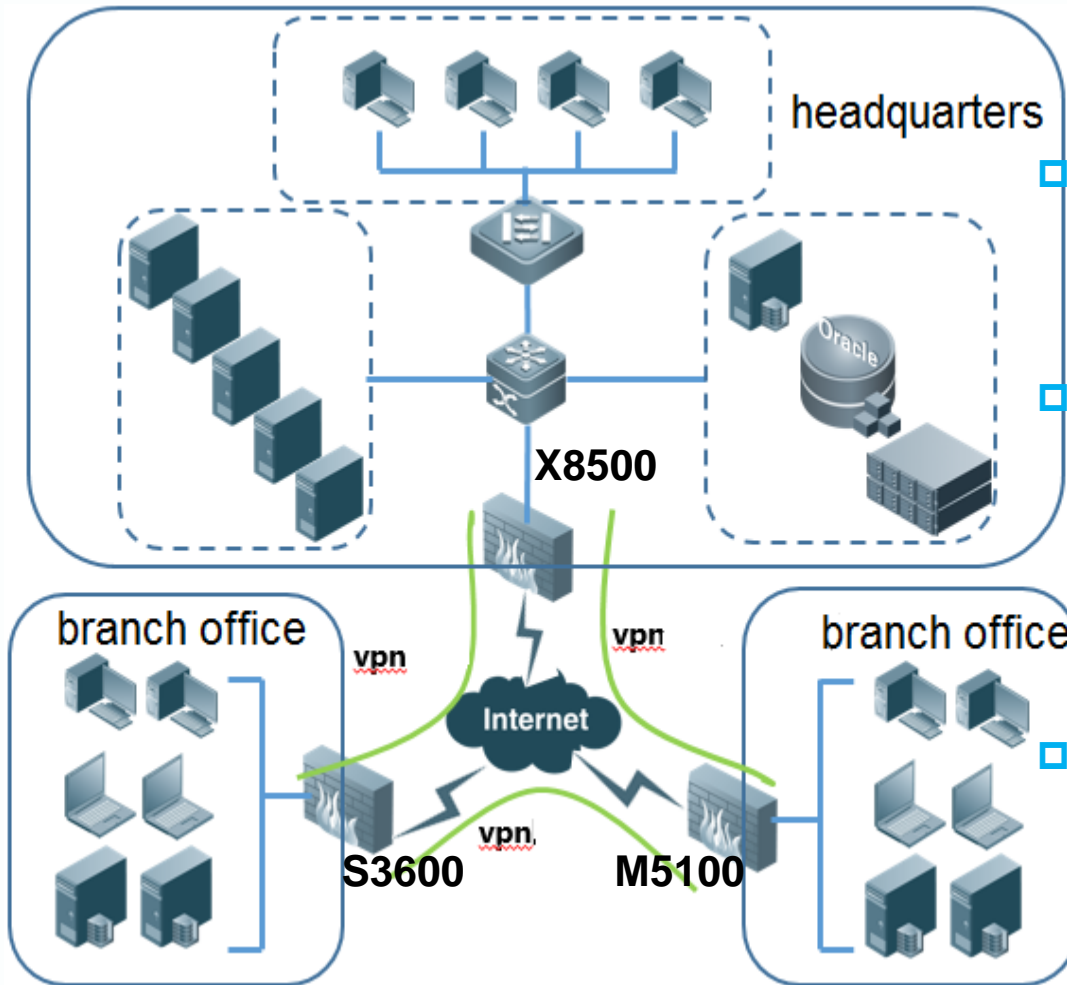 headquarters
Oracle
X8500
branch office
vpn
vpn
branch office
Internet
vpn.
S3600
M5100